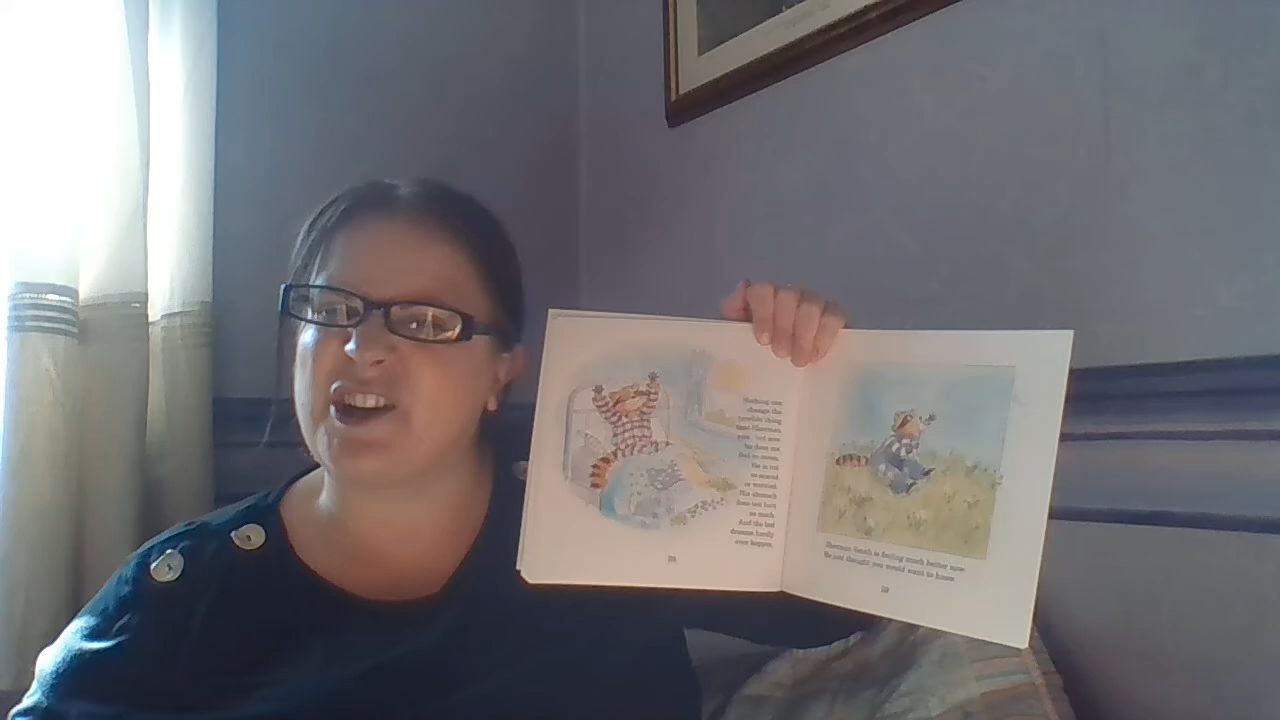 Nothing can
change the
terrible thing
that Sherman
saw. but now
he does not
feel so mean.
He is not
so scared
or worried.
His stomach
does not hurt
as much.
And the bad
dreams hardly
ever happen.
28
Sherman Smith is feeling much better now.
He just thought you would want to know.
29